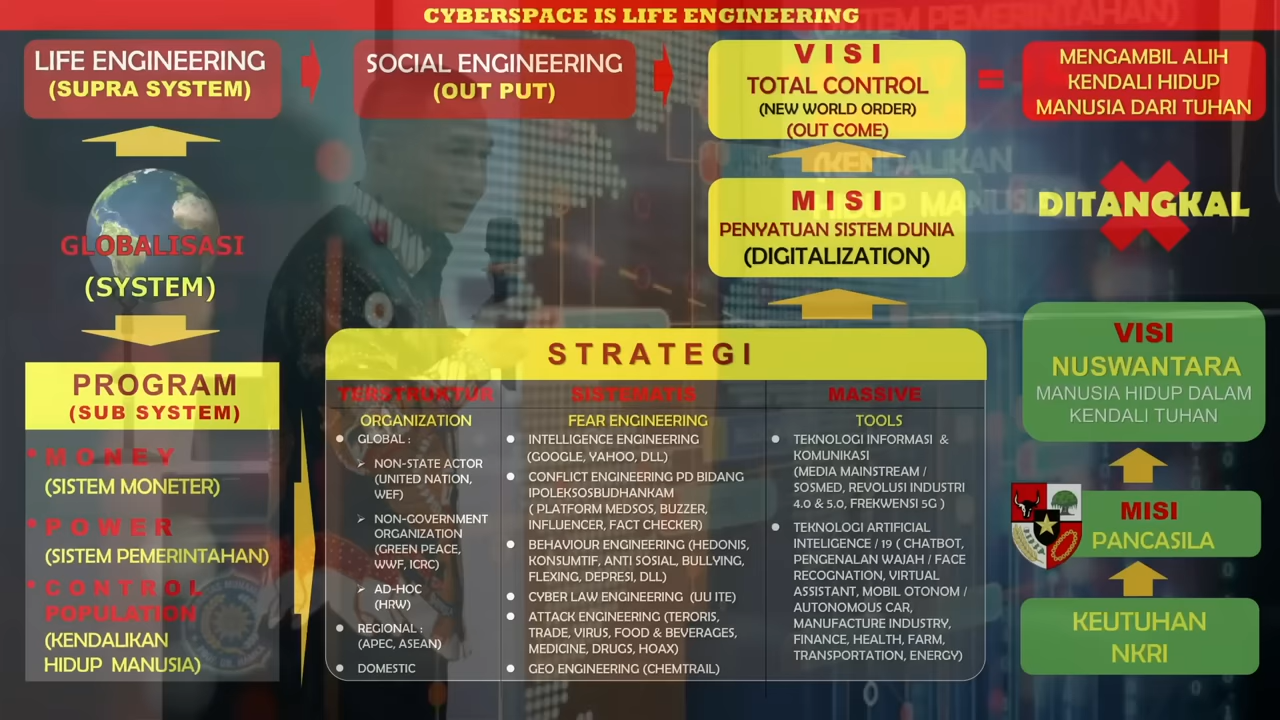 CYBERSPACE IS LIFE ENGINEERING
LIFE ENGINEERING
(SUPRA SYSTEM)
SOCIAL ENGINEERING
(OUT PUT)
V I S I
TOTAL CONTROL
(NEW WORLD ORDER)
(OUT COME)
=
MENGAMBIL ALIH
KENDALI HIDUP
MANUSIA DARI TUHAN
GLOBALISASI
(SYSTEM)
M I S I
PENYATUAN SISTEM DUNIA
(DIGITALIZATION)
DITANGKAL
PROGRAM
(SUB SYSTEM)
* M O N E Y
(SISTEM MONETER)
* P O W E R
(SISTEM PEMERINTAHAN)
* C O N T R O L
POPULATION
(KENDALIKAN
HIDUP MANUSIA)
S T R A T E G I
TERSTRUKTUR
ORGANIZATION
● GLOBAL :
➢ NON-STATE ACTOR
(UNITED NATION,
WEF)
➢ NON-GOVERNMENT
ORGANIZATION
(GREEN PEACE,
WWF, ICRC)
➢ AD-HOC
(HRW)
● REGIONAL :
(APEC, ASEAN)
● DOMESTIC
SISTEMATIS
FEAR ENGINEERING
● INTELLIGENCE ENGINEERING
(GOOGLE, YAHOO, DLL)
● CONFLICT ENGINEERING PD BIDANG
IPOLEKSOSBUDHANKAM
( PLATFORM MEDSOS, BUZZER,
INFLUENCER, FACT CHECKER)
● BEHAVIOUR ENGINEERING (HEDONIS,
KONSUMTIF, ANTI SOSIAL, BULLYING,
FLEXING, DEPRESI, DLL)
● CYBER LAW ENGINEERING (UU ITE)
● ATTACK ENGINEERING (TERORIS,
TRADE, VIRUS, FOOD & BEVERAGES,
MEDICINE, DRUGS, HOAX)
● GEO ENGINEERING (CHEMTRAIL)
MASSIVE
TOOLS
● TEKNOLOGI INFORMASI &
KOMUNIKASI
(MEDIA MAINSTREAM /
SOSMED, REVOLUSI INDUSTRI
4.0 & 5.0, FREKWENSI 5G )
● TEKNOLOGI ARTIFICIAL
INTELIGENCE / 19 ( CHATBOT,
PENGENALAN WAJAH / FACE
RECOGNATION, VIRTUAL
ASSISTANT, MOBIL OTONOM /
AUTONOMOUS CAR,
MANUFACTURE INDUSTRY,
FINANCE, HEALTH, FARM,
TRANSPORTATION, ENERGY)
VISI
NUSWANTARA
MANUSIA HIDUP DALAM
KENDALI TUHAN
MISI
PANCASILA
KEUTUHAN
NKRI